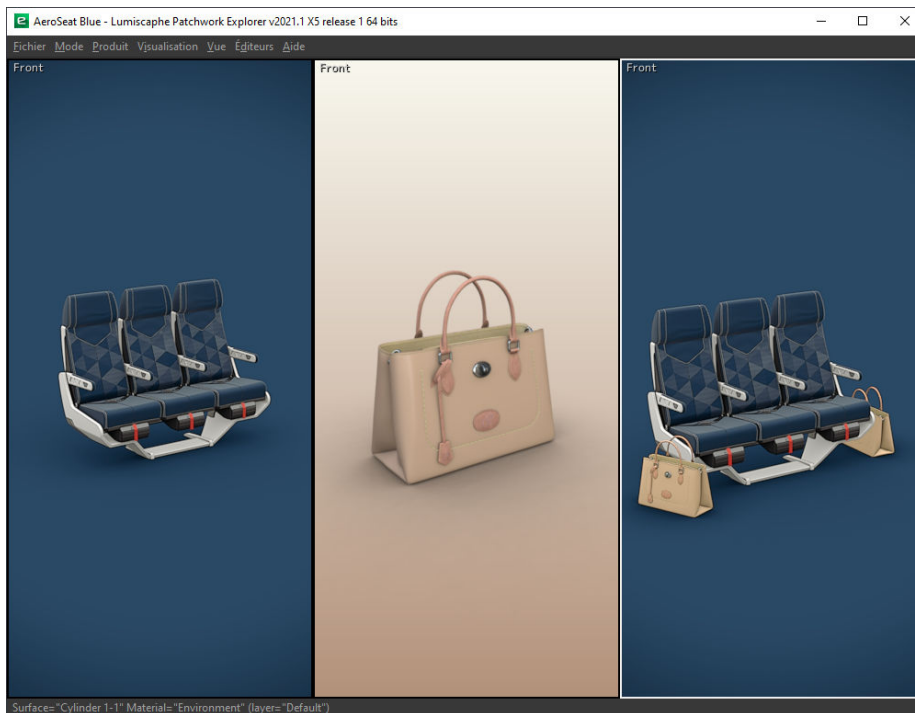 AeroSeat Blue - Lumiscaphe Patchwork Explorer v2021.1 X5 release 1 64 bits
Fichier Mode Produit Visualisation Vue Éditeurs Aide
Front
Front
Front
Surface="Cylinder 1-1" Material="Environment" (layer="Default")